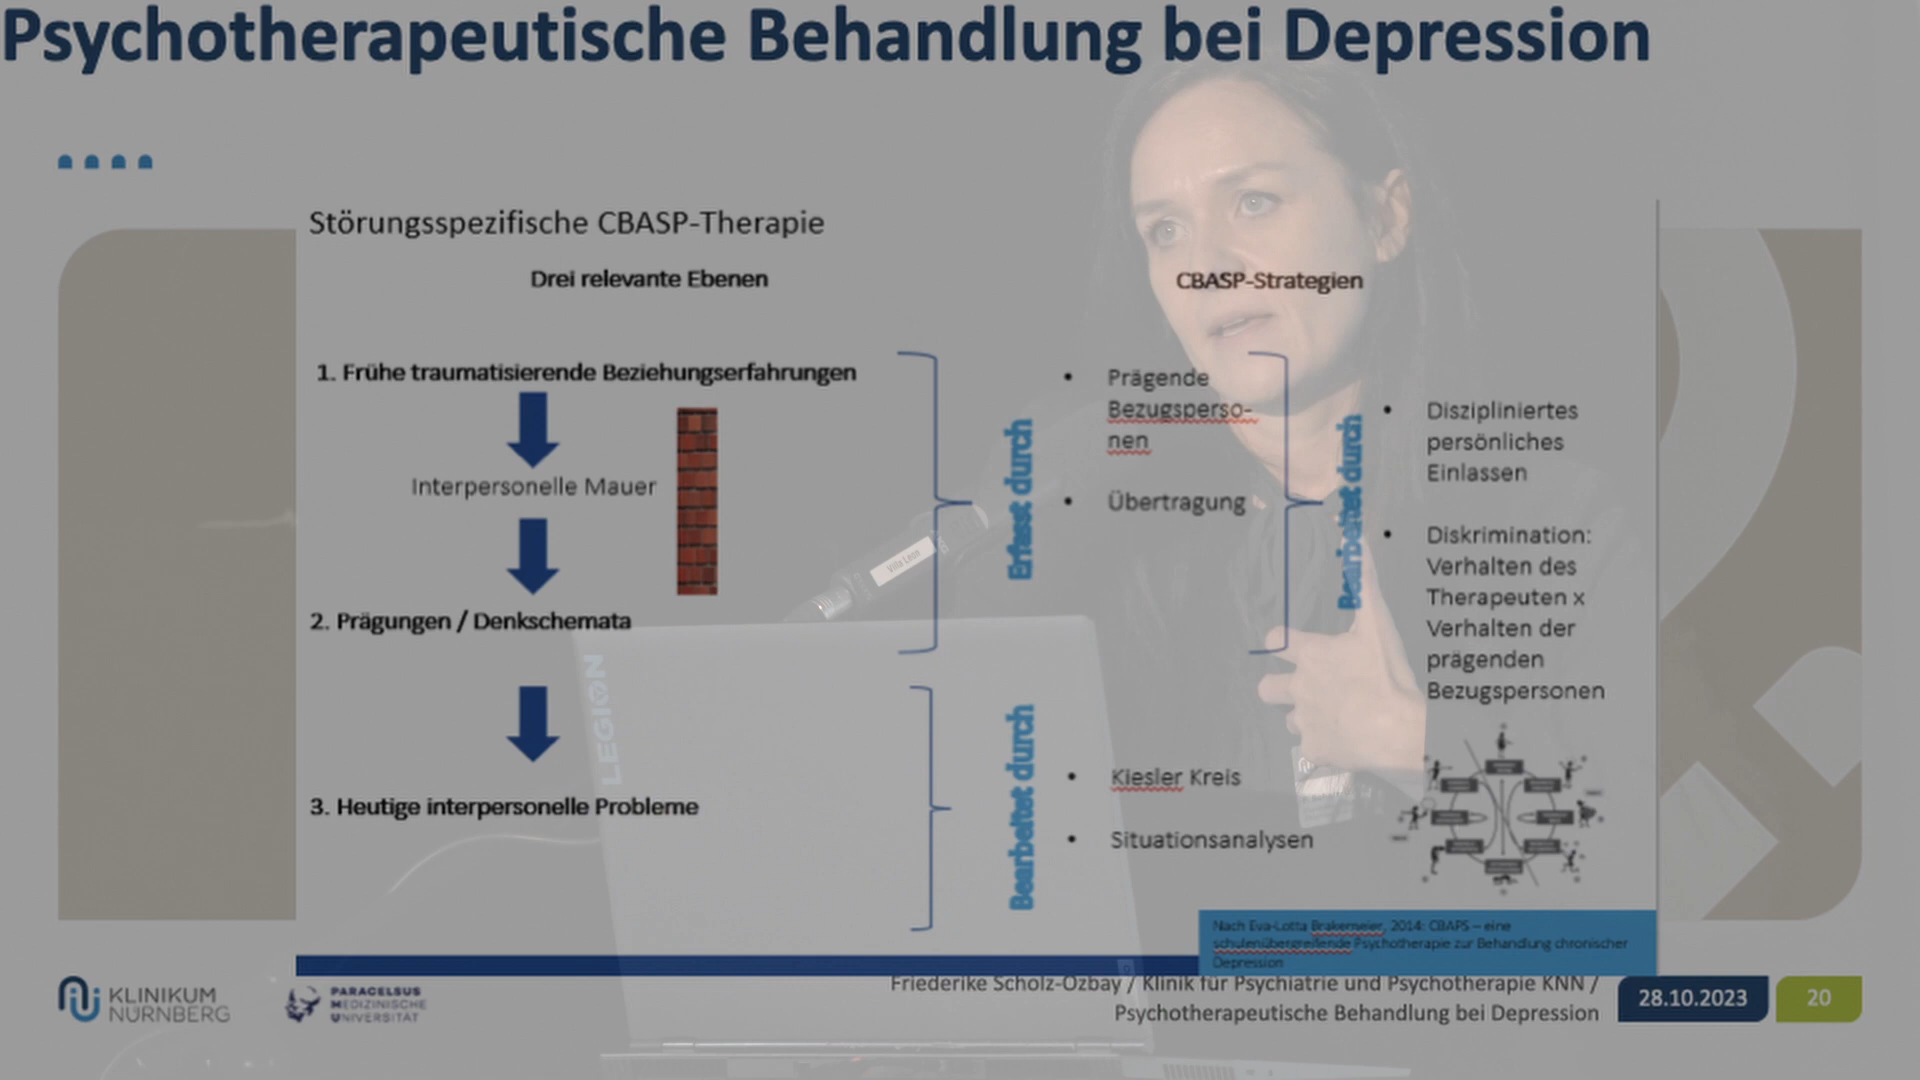 Psychotherapeutische Behandlung bei Depression
Störungsspezifische CBASP-Therapie
Drei relevante Ebenen
CBASP-Strategien
1. Frühe traumatisierende Beziehungserfahrungen
Interpersonelle Mauer
2. Prägungen / Denkschemata
3. Heutige interpersonelle Probleme
Erfasst durch
• Prägende
Bezugsperso-
nen
• Übertragung
Bearbeitet durch
• Diszipliniertes
persönliches
Einlassen
• Diskrimination:
Verhalten des
Therapeuten x
Verhalten der
prägenden
Bezugspersonen
Bearbeitet durch
• Kiesler Kreis
• Situationsanalysen
Nach Eva-Lotta Brakemeier, 2014: CBAPS – eine
schulenübergreifende Psychotherapie zur Behandlung chronischer
Depression
LEGION
Villa Leon
KLINIKUM
NÜRNBERG
PARACELSUS
MEDIZINISCHE
UNIVERSITÄT
Friederike Scholz-Ozbay / Klinik für Psychiatrie und Psychotherapie KNN /
Psychotherapeutische Behandlung bei Depression
28.10.2023
20